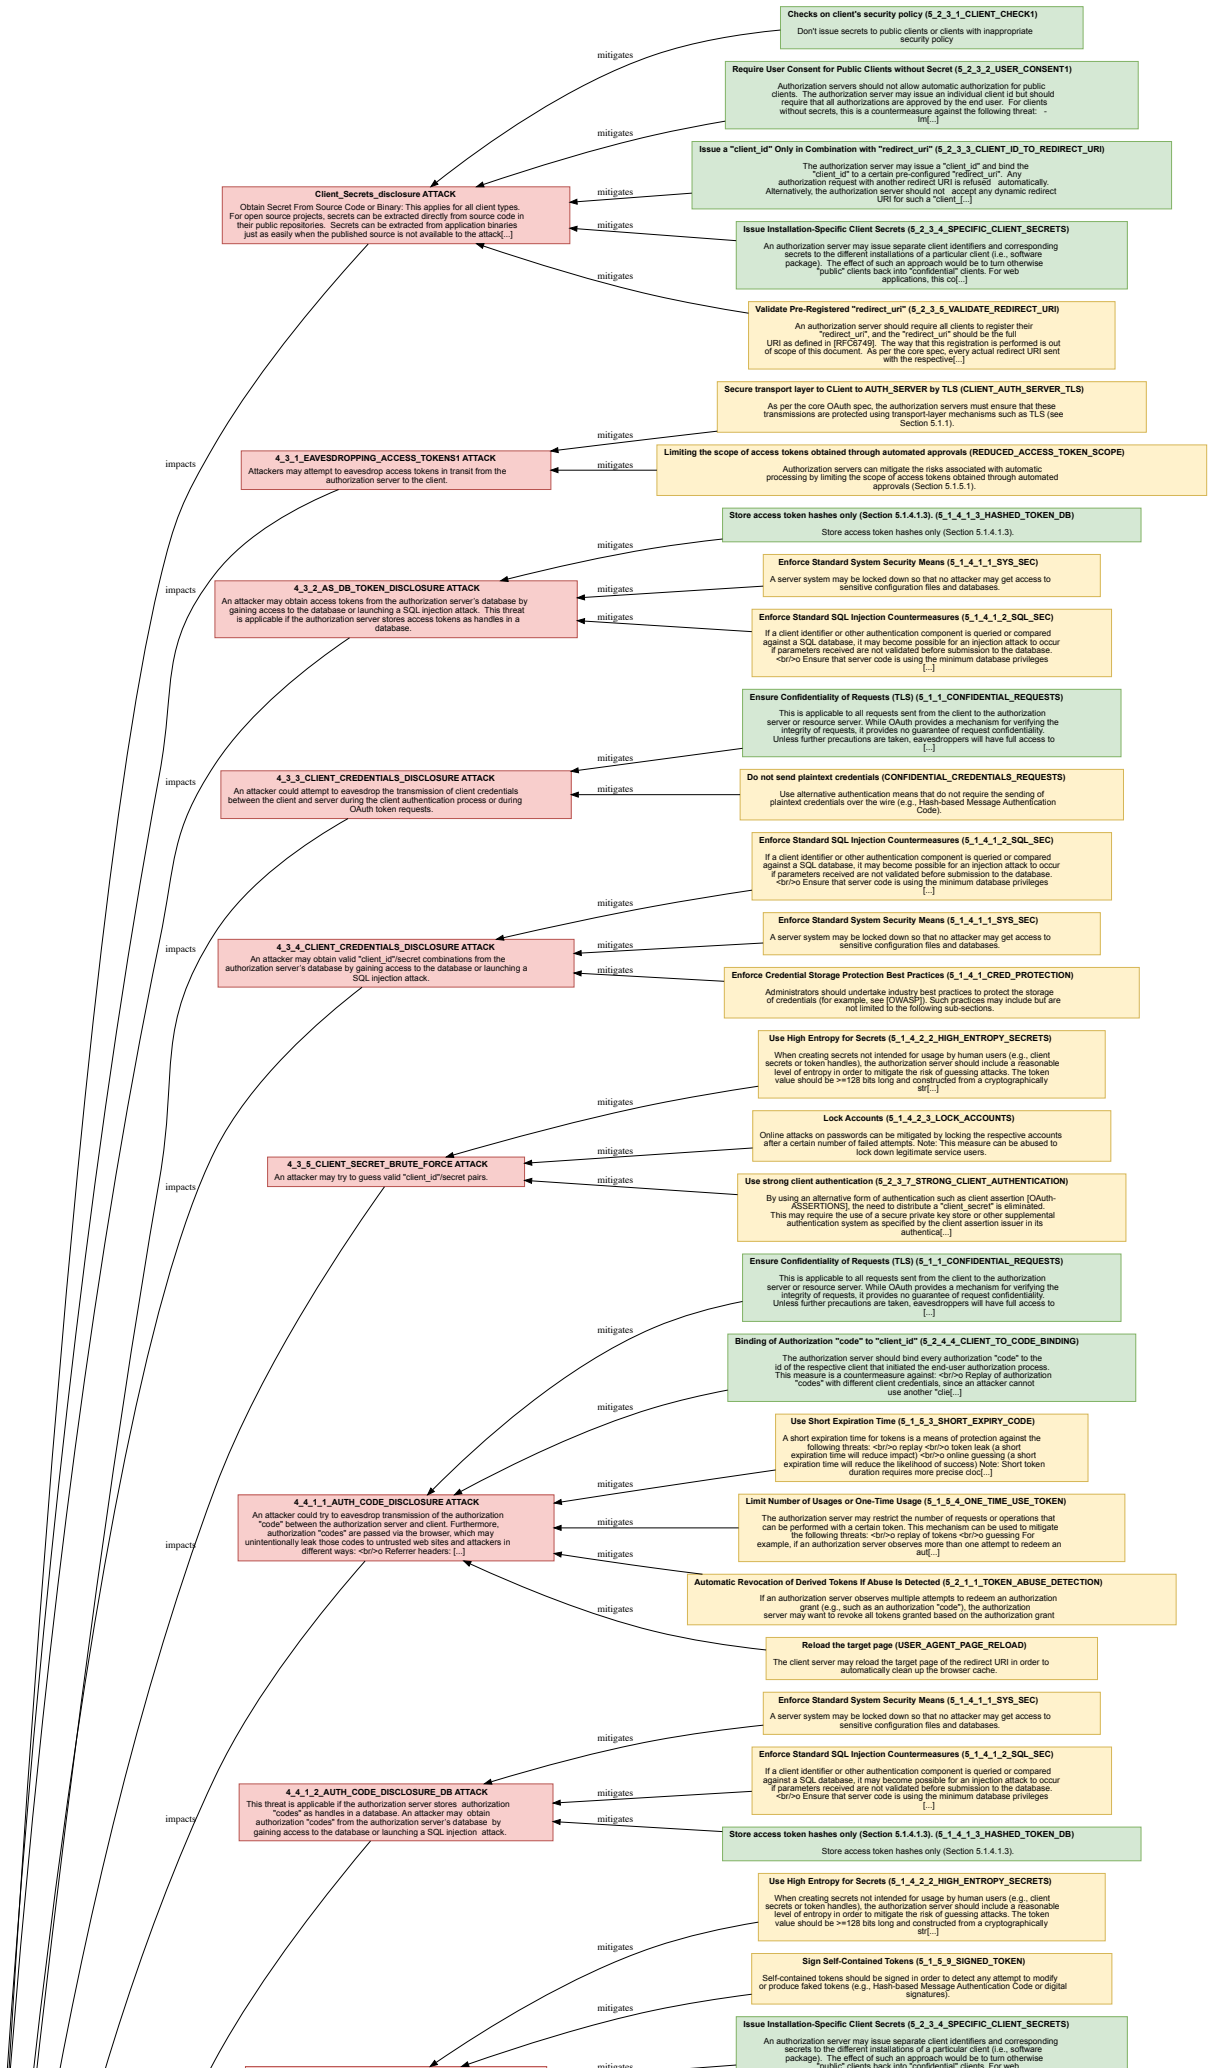 Checks on client's security policy (5_2_3_1_CLIENT_CHECK1)
Don't issue secrets to public clients or clients with inappropriate
security policy
mitigates
Require User Consent for Public Clients without Secret (5_2_3_2_USER_CONSENT1)
Authorization servers should not allow automatic authorization for public
clients.  The authorization server may issue an individual client id but should
require that all authorizations are approved by the end user.  For clients
without secrets, this is a countermeasure against the following threat:   -
Im[...]
mitigates
Issue a "client_id" Only in Combination with "redirect_uri" (5_2_3_3_CLIENT_ID_TO_REDIRECT_URI)
The authorization server may issue a "client_id" and bind the
"client_id" to a certain pre-configured "redirect_uri".  Any
authorization request with another redirect URI is refused   automatically.
Alternatively, the authorization server should not   accept any dynamic redirect
URI for such a "client_[...]
mitigates
Client_Secrets_disclosure ATTACK
Obtain Secret From Source Code or Binary: This applies for all client types.
For open source projects, secrets can be extracted directly from source code in
their public repositories.  Secrets can be extracted from application binaries
just as easily when the published source is not available to the attack[...]
mitigates
Issue Installation-Specific Client Secrets (5_2_3_4_SPECIFIC_CLIENT_SECRETS)
An authorization server may issue separate client identifiers and corresponding
secrets to the different installations of a particular client (i.e., software
package).  The effect of such an approach would be to turn otherwise
"public" clients back into "confidential" clients. For web
applications, this co[...]
mitigates
Validate Pre-Registered "redirect_uri" (5_2_3_5_VALIDATE_REDIRECT_URI)
An authorization server should require all clients to register their
"redirect_uri", and the "redirect_uri" should be the full
URI as defined in [RFC6749].  The way that this registration is performed is out
of scope of this document.  As per the core spec, every actual redirect URI sent
with the respective[...]
Secure transport layer to CLient to AUTH_SERVER by TLS (CLIENT_AUTH_SERVER_TLS)
As per the core OAuth spec, the authorization servers must ensure that these
transmissions are protected using transport-layer mechanisms such as TLS (see
Section 5.1.1).
mitigates
impacts
4_3_1_EAVESDROPPING_ACCESS_TOKENS1 ATTACK
Attackers may attempt to eavesdrop access tokens in transit from the
authorization server to the client.
mitigates
Limiting the scope of access tokens obtained through automated approvals (REDUCED_ACCESS_TOKEN_SCOPE)
Authorization servers can mitigate the risks associated with automatic
processing by limiting the scope of access tokens obtained through automated
approvals (Section 5.1.5.1).
Store access token hashes only (Section 5.1.4.1.3). (5_1_4_1_3_HASHED_TOKEN_DB)
Store access token hashes only (Section 5.1.4.1.3).
mitigates
Enforce Standard System Security Means (5_1_4_1_1_SYS_SEC)
A server system may be locked down so that no attacker may get access to
sensitive configuration files and databases.
mitigates
impacts
4_3_2_AS_DB_TOKEN_DISCLOSURE ATTACK
An attacker may obtain access tokens from the authorization server's database by
gaining access to the database or launching a SQL injection attack.  This threat
is applicable if the authorization server stores access tokens as handles in a
database.
mitigates
Enforce Standard SQL Injection Countermeasures (5_1_4_1_2_SQL_SEC)
If a client identifier or other authentication component is queried or compared
against a SQL database, it may become possible for an injection attack to occur
if parameters received are not validated before submission to the database.
<br/>o Ensure that server code is using the minimum database privileges
[...]
Ensure Confidentiality of Requests (TLS) (5_1_1_CONFIDENTIAL_REQUESTS)
This is applicable to all requests sent from the client to the authorization
server or resource server. While OAuth provides a mechanism for verifying the
integrity of requests, it provides no guarantee of request confidentiality.
Unless further precautions are taken, eavesdroppers will have full access to
[...]
mitigates
impacts
4_3_3_CLIENT_CREDENTIALS_DISCLOSURE ATTACK
An attacker could attempt to eavesdrop the transmission of client credentials
between the client and server during the client authentication process or during
OAuth token requests.
mitigates
Do not send plaintext credentials (CONFIDENTIAL_CREDENTIALS_REQUESTS)
Use alternative authentication means that do not require the sending of
plaintext credentials over the wire (e.g., Hash-based Message Authentication
Code).
Enforce Standard SQL Injection Countermeasures (5_1_4_1_2_SQL_SEC)
If a client identifier or other authentication component is queried or compared
against a SQL database, it may become possible for an injection attack to occur
if parameters received are not validated before submission to the database.
<br/>o Ensure that server code is using the minimum database privileges
[...]
mitigates
Enforce Standard System Security Means (5_1_4_1_1_SYS_SEC)
A server system may be locked down so that no attacker may get access to
sensitive configuration files and databases.
mitigates
impacts
4_3_4_CLIENT_CREDENTIALS_DISCLOSURE ATTACK
An attacker may obtain valid "client_id"/secret combinations from the
authorization server's database by gaining access to the database or launching a
SQL injection attack.
mitigates
Enforce Credential Storage Protection Best Practices (5_1_4_1_CRED_PROTECTION)
Administrators should undertake industry best practices to protect the storage
of credentials (for example, see [OWASP]). Such practices may include but are
not limited to the following sub-sections.
Use High Entropy for Secrets (5_1_4_2_2_HIGH_ENTROPY_SECRETS)
When creating secrets not intended for usage by human users (e.g., client
secrets or token handles), the authorization server should include a reasonable
level of entropy in order to mitigate the risk of guessing attacks. The token
value should be >=128 bits long and constructed from a cryptographically
str[...]
mitigates
Lock Accounts (5_1_4_2_3_LOCK_ACCOUNTS)
Online attacks on passwords can be mitigated by locking the respective accounts
after a certain number of failed attempts. Note: This measure can be abused to
lock down legitimate service users.
mitigates
impacts
4_3_5_CLIENT_SECRET_BRUTE_FORCE ATTACK
An attacker may try to guess valid "client_id"/secret pairs.
mitigates
Use strong client authentication (5_2_3_7_STRONG_CLIENT_AUTHENTICATION)
By using an alternative form of authentication such as client assertion [OAuth-
ASSERTIONS], the need to distribute a "client_secret" is eliminated.
This may require the use of a secure private key store or other supplemental
authentication system as specified by the client assertion issuer in its
authentica[...]
Ensure Confidentiality of Requests (TLS) (5_1_1_CONFIDENTIAL_REQUESTS)
This is applicable to all requests sent from the client to the authorization
server or resource server. While OAuth provides a mechanism for verifying the
integrity of requests, it provides no guarantee of request confidentiality.
Unless further precautions are taken, eavesdroppers will have full access to
[...]
mitigates
Binding of Authorization "code" to "client_id" (5_2_4_4_CLIENT_TO_CODE_BINDING)
The authorization server should bind every authorization "code" to the
id of the respective client that initiated the end-user authorization process.
This measure is a countermeasure against: <br/>o Replay of authorization
"codes" with different client credentials, since an attacker cannot
use another "clie[...]
mitigates
Use Short Expiration Time (5_1_5_3_SHORT_EXPIRY_CODE)
A short expiration time for tokens is a means of protection against the
following threats: <br/>o replay <br/>o token leak (a short
expiration time will reduce impact) <br/>o online guessing (a short
expiration time will reduce the likelihood of success) Note: Short token
duration requires more precise cloc[...]
mitigates
impacts
4_4_1_1_AUTH_CODE_DISCLOSURE ATTACK
An attacker could try to eavesdrop transmission of the authorization
"code" between the authorization server and client. Furthermore,
authorization "codes" are passed via the browser, which may
unintentionally leak those codes to untrusted web sites and attackers in
different ways: <br/>o Referrer headers: [...]
mitigates
Limit Number of Usages or One-Time Usage (5_1_5_4_ONE_TIME_USE_TOKEN)
The authorization server may restrict the number of requests or operations that
can be performed with a certain token. This mechanism can be used to mitigate
the following threats: <br/>o replay of tokens <br/>o guessing For
example, if an authorization server observes more than one attempt to redeem an
aut[...]
mitigates
Automatic Revocation of Derived Tokens If Abuse Is Detected (5_2_1_1_TOKEN_ABUSE_DETECTION)
If an authorization server observes multiple attempts to redeem an authorization
grant (e.g., such as an authorization "code"), the authorization
server may want to revoke all tokens granted based on the authorization grant
mitigates
Reload the target page (USER_AGENT_PAGE_RELOAD)
The client server may reload the target page of the redirect URI in order to
automatically clean up the browser cache.
Enforce Standard System Security Means (5_1_4_1_1_SYS_SEC)
A server system may be locked down so that no attacker may get access to
sensitive configuration files and databases.
mitigates
Enforce Standard SQL Injection Countermeasures (5_1_4_1_2_SQL_SEC)
If a client identifier or other authentication component is queried or compared
against a SQL database, it may become possible for an injection attack to occur
if parameters received are not validated before submission to the database.
<br/>o Ensure that server code is using the minimum database privileges
[...]
mitigates
impacts
4_4_1_2_AUTH_CODE_DISCLOSURE_DB ATTACK
This threat is applicable if the authorization server stores  authorization
"codes" as handles in a database. An attacker may  obtain
authorization "codes" from the authorization server's database  by
gaining access to the database or launching a SQL injection  attack.
mitigates
Store access token hashes only (Section 5.1.4.1.3). (5_1_4_1_3_HASHED_TOKEN_DB)
Store access token hashes only (Section 5.1.4.1.3).
Use High Entropy for Secrets (5_1_4_2_2_HIGH_ENTROPY_SECRETS)
When creating secrets not intended for usage by human users (e.g., client
secrets or token handles), the authorization server should include a reasonable
level of entropy in order to mitigate the risk of guessing attacks. The token
value should be >=128 bits long and constructed from a cryptographically
str[...]
mitigates
Sign Self-Contained Tokens (5_1_5_9_SIGNED_TOKEN)
Self-contained tokens should be signed in order to detect any attempt to modify
or produce faked tokens (e.g., Hash-based Message Authentication Code or digital
signatures).
mitigates
Issue Installation-Specific Client Secrets (5_2_3_4_SPECIFIC_CLIENT_SECRETS)
An authorization server may issue separate client identifiers and corresponding
secrets to the different installations of a particular client (i.e., software
package).  The effect of such an approach would be to turn otherwise
"public" clients back into "confidential" clients. For web
mitigates